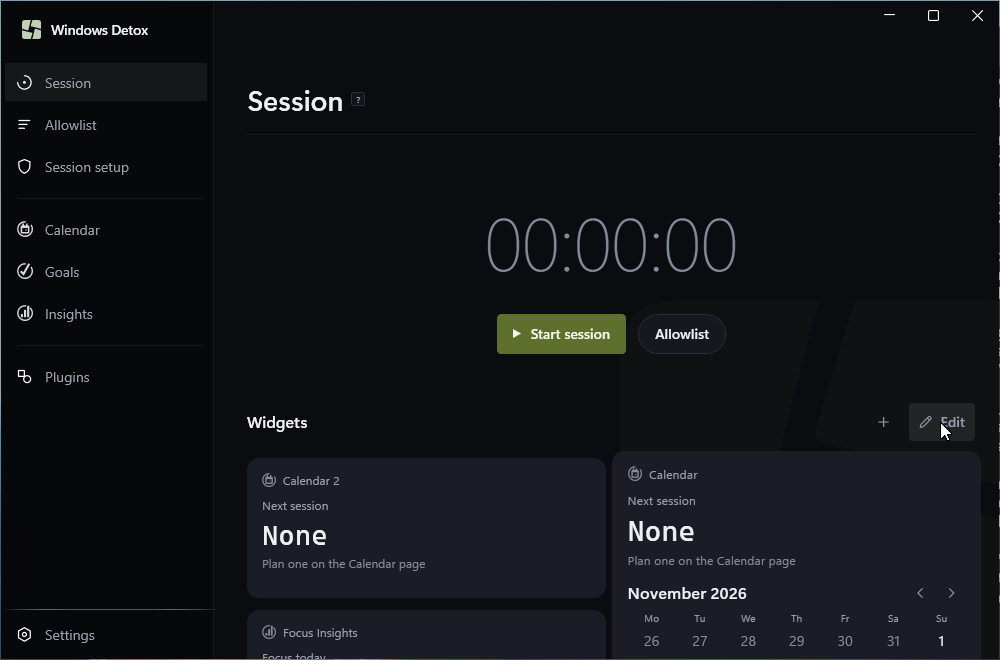 Windows Detox
Session
Allowlist
Session setup
Calendar
Goals
Insights
Plugins
Settings
Session ?
00:00:00
Start session
Allowlist
Widgets
+ Edit
Calendar 2
Next session
None
Plan one on the Calendar page
Focus Insights
Focus today
Calendar
Next session
None
Plan one on the Calendar page
November 2026
Mo Tu We Th Fr Sa Su
26 27 28 29 30 31 1